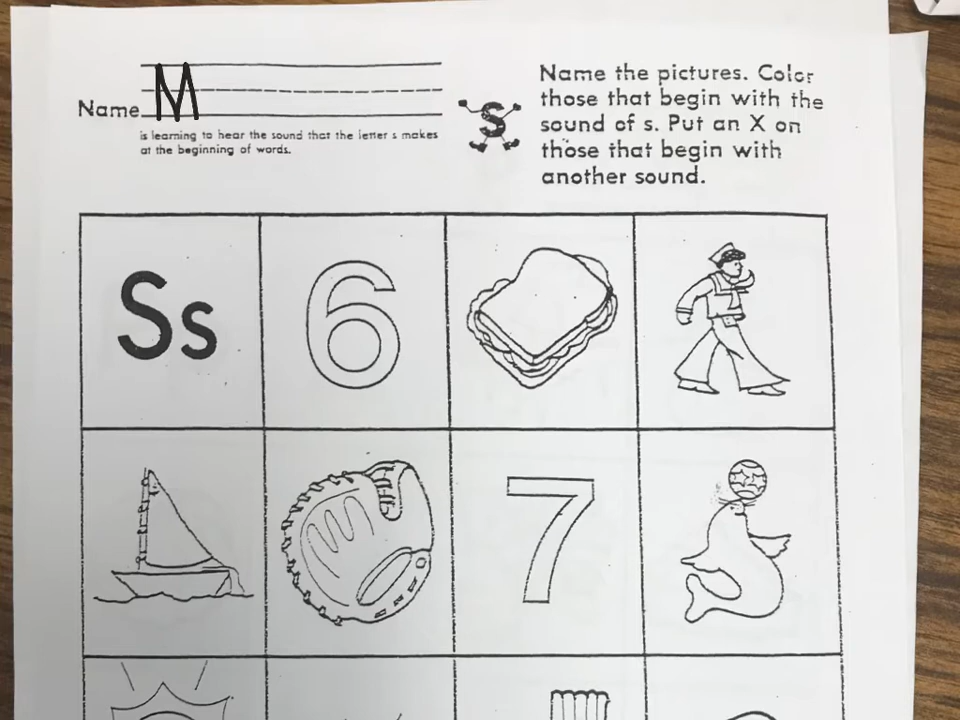 Name M
is learning to hear the sound that the letter s makes
at the beginning of words.
s
Name the pictures. Color
those that begin with the
sound of s. Put an X on
those that begin with
another sound.
Ss 6
7